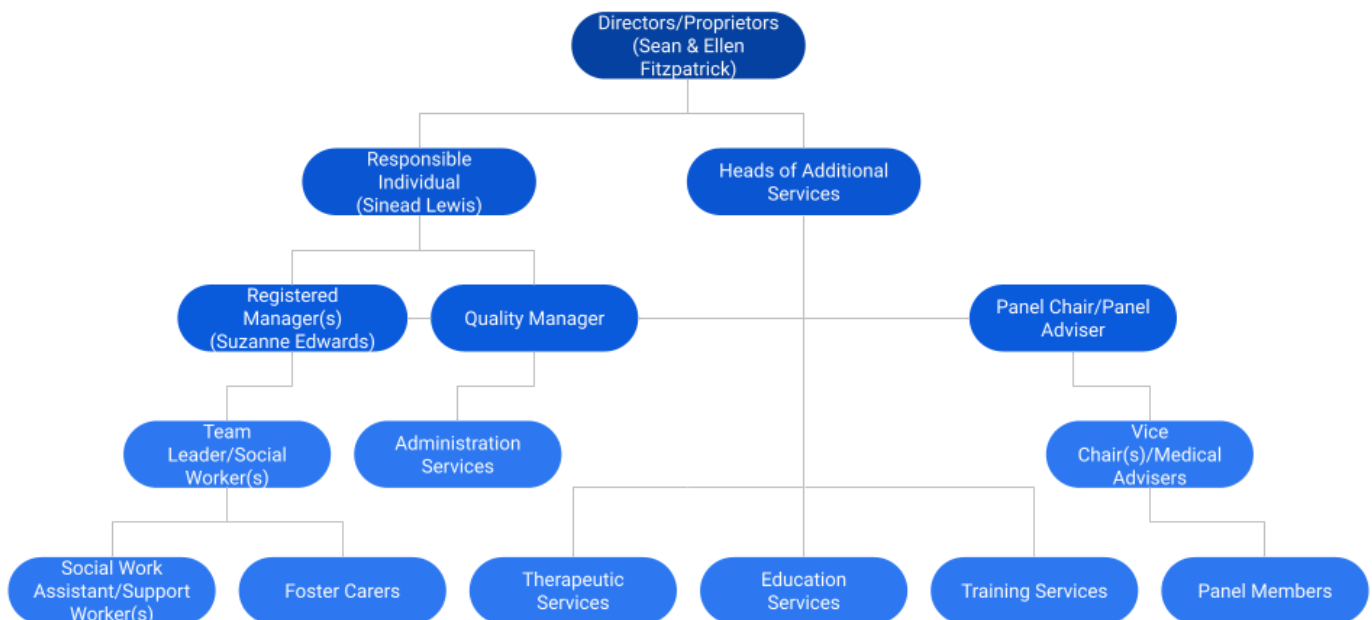 Directors/Proprietors
(Sean & Ellen
Fitzpatrick)
Responsible
Individual
(Sinead Lewis)
Heads of Additional
Services
Registered
Manager(s)
(Suzanne Edwards)
Quality Manager
Panel Chair/Panel
Adviser
Team
Leader/Social
Worker(s)
Administration
Services
Vice
Chair(s)/Medical
Advisers
Social Work
Assistant/Support
Worker(s)
Foster Carers
Therapeutic
Services
Education
Services
Training Services
Panel Members